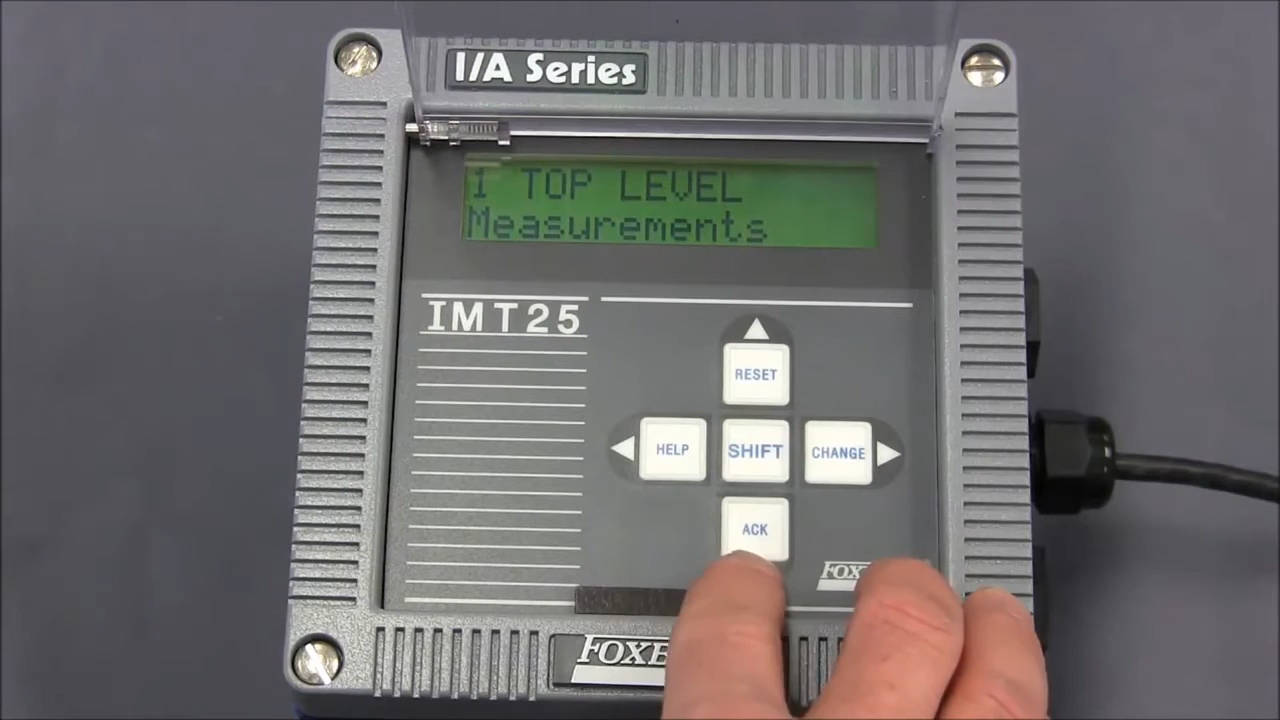 I/A Series
1 TOP LEVEL
Measurements
IMT25
RESET
HELP
SHIFT
CHANGE
ACK